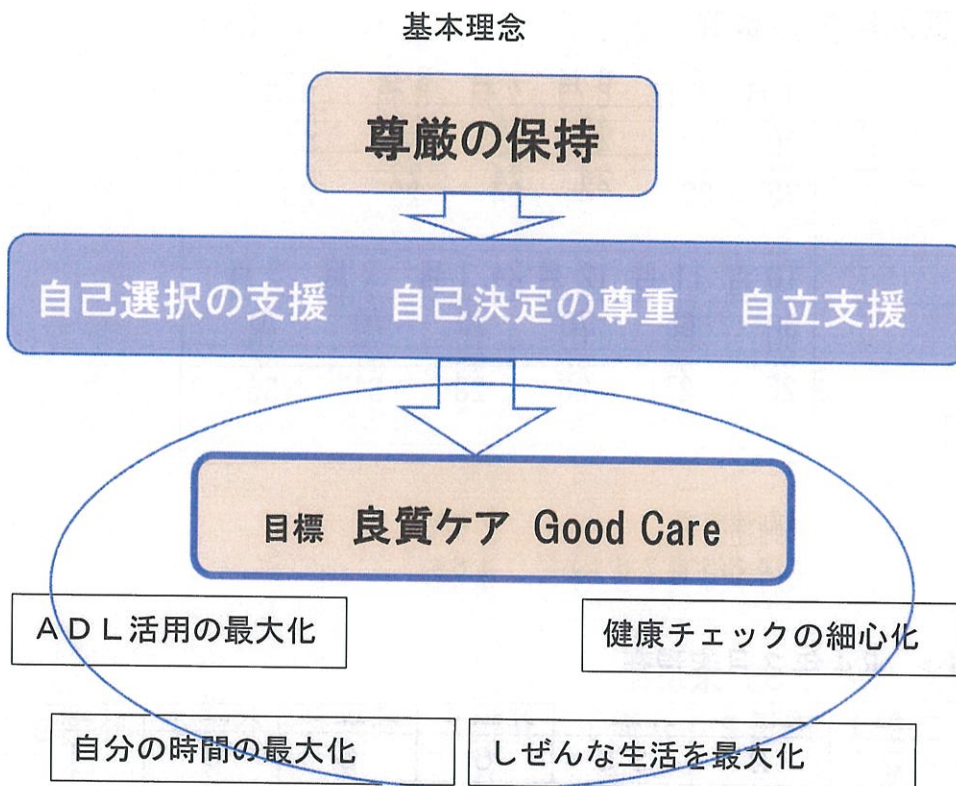 基本理念
尊厳の保持
自己選択の支援 自己決定の尊重 自立支援
目標 良質ケア Good Care
ADL活用の最大化
健康チェックの細心化
自分の時間の最大化
しぜんな生活を最大化